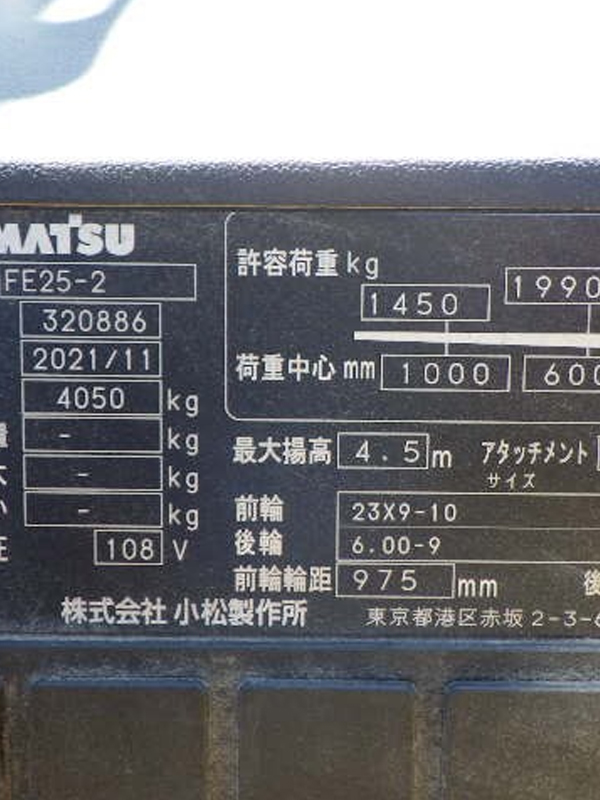 MATSU
FE25-2
320886
2021/11
4050 kg
- kg
- kg
- kg
108 V
許容荷重 kg
1450 1990
荷重中心 mm 1000 600
最大揚高 4.5 m アタッチメント
サイズ
前輪 23X9-10
後輪 6.00-9
前輪輪距 975 mm 後
株式会社 小松製作所 東京都港区赤坂 2-3-6